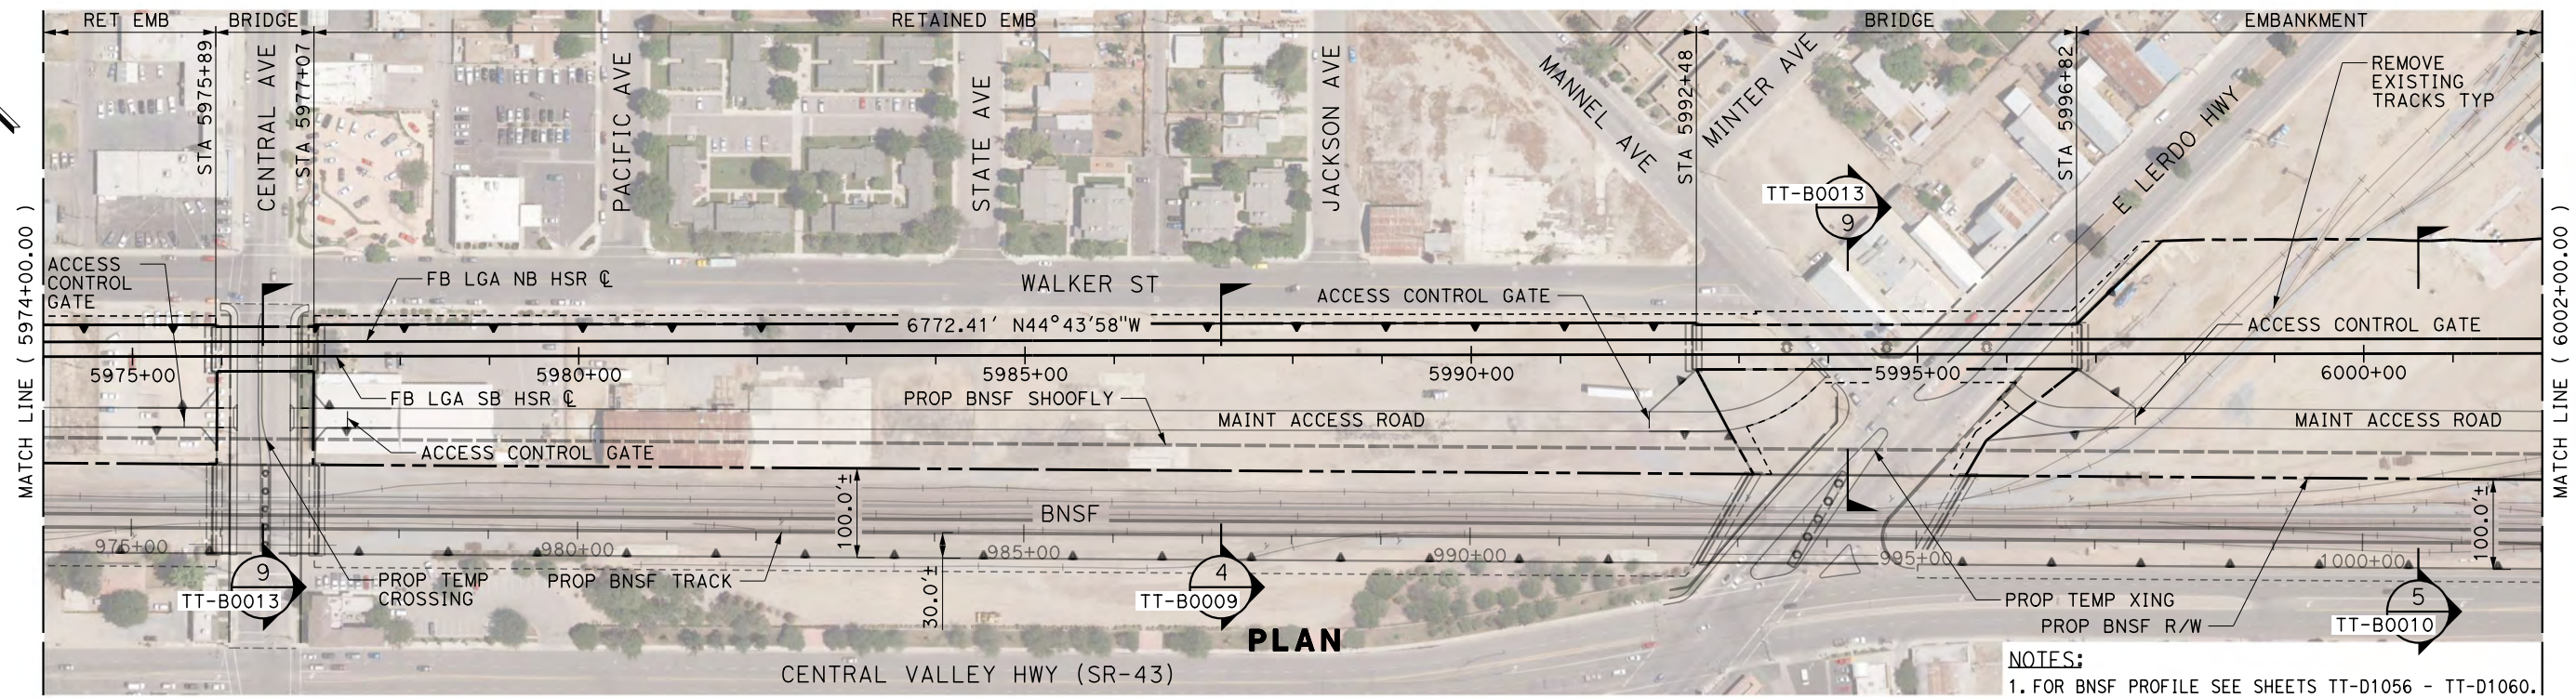 RET EMB
BRIDGE
RETAINED EMB
BRIDGE
EMBANKMENT
STA 5975+89
CENTRAL AVE
STA 5977+07
PACIFIC AVE
STATE AVE
JACKSON AVE
MANNEL AVE
STA 5992+48
MINTER AVE
STA 5996+82
E LERDO HWY
REMOVE
EXISTING
TRACKS TYP
TT-B0013
9
MATCH LINE ( 5974+00.00 )
MATCH LINE ( 6002+00.00 )
ACCESS
CONTROL
GATE
FB LGA NB HSR ℄
WALKER ST
ACCESS CONTROL GATE
6772.41' N44°43'58"W
ACCESS CONTROL GATE
5975+00
5980+00
5985+00
5990+00
5995+00
6000+00
FB LGA SB HSR ℄
PROP BNSF SHOOFLY
MAINT ACCESS ROAD
MAINT ACCESS ROAD
ACCESS CONTROL GATE
100.0'±
BNSF
100.0'±
975+00
980+00
985+00
990+00
995+00
1000+00
9
TT-B0013
PROP TEMP
CROSSING
PROP BNSF TRACK
30.0'±
4
TT-B0009
PROP TEMP XING
PROP BNSF R/W
5
TT-B0010
PLAN
CENTRAL VALLEY HWY (SR-43)
NOTES:
1. FOR BNSF PROFILE SEE SHEETS TT-D1056 - TT-D1060.